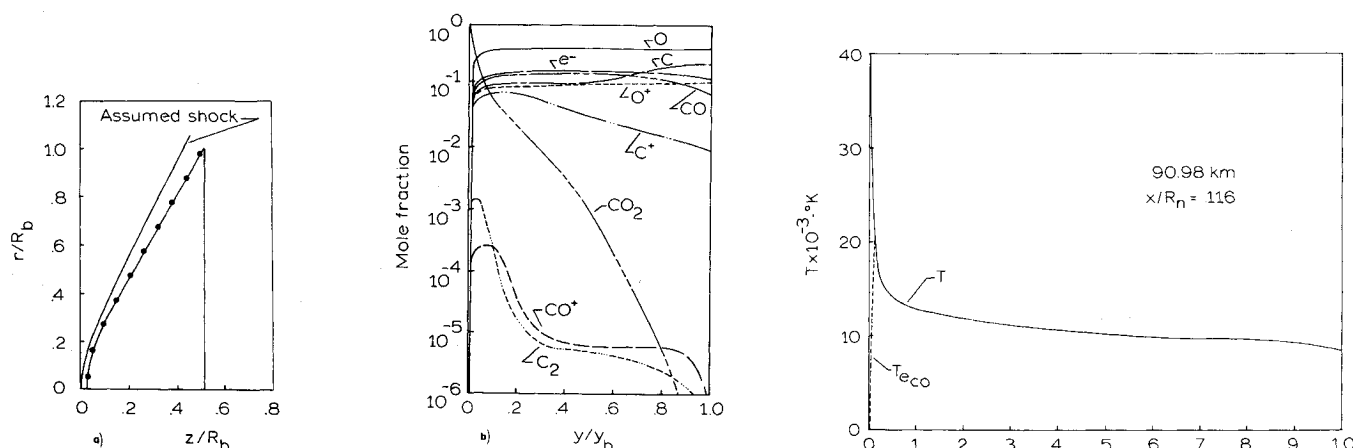 1.2
1.0
.8
.6
.4
.2
0
r/R_b
Assumed shock
0 .2 .4 .6 .8
a) z/R_b
10^0
10^-1
10^-2
10^-3
10^-4
10^-5
10^-6
Mole fraction
O
e^-
C
O^+
CO
C^+
CO_2
CO^+
C_2
0 .2 .4 .6 .8 1.0
b) y/y_b
40
30
20
10
0
T×10^-3-°K
90.98 km
x/R_n = 116
T
T_eco
0 1 2 3 4 5 6 7 8 9 10